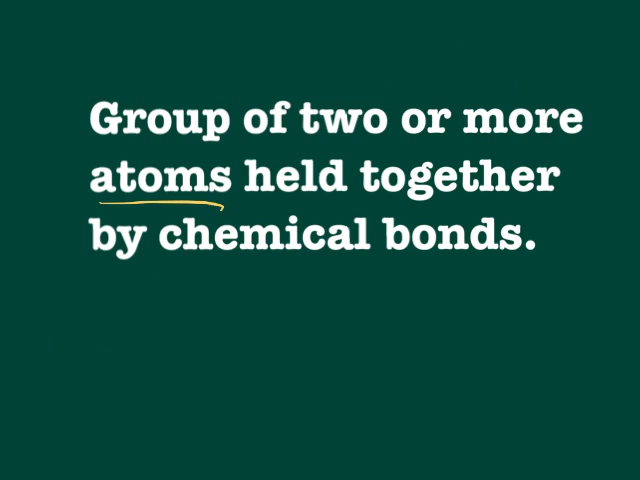 Group of two or more
atoms held together
by chemical bonds.